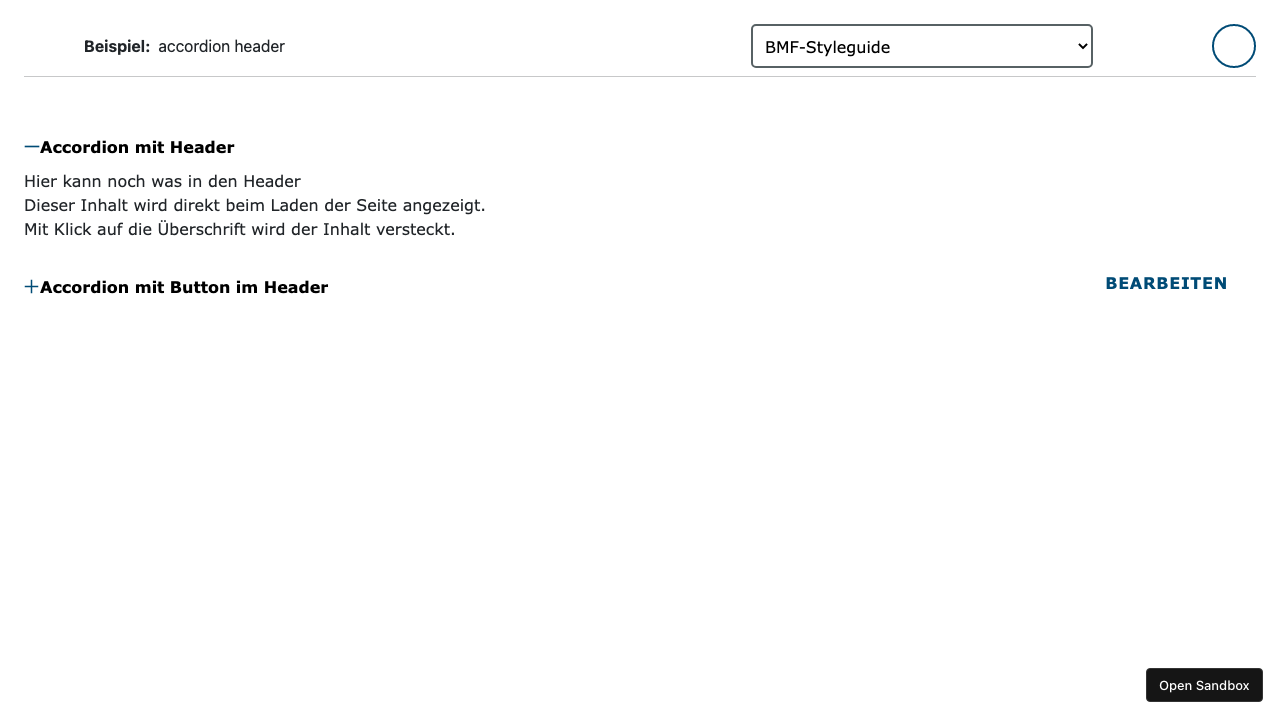 Beispiel: accordion header
BMF-Styleguide
Accordion mit Header
Hier kann noch was in den Header
Dieser Inhalt wird direkt beim Laden der Seite angezeigt.
Mit Klick auf die Überschrift wird der Inhalt versteckt.
Accordion mit Button im Header
BEARBEITEN
Open Sandbox